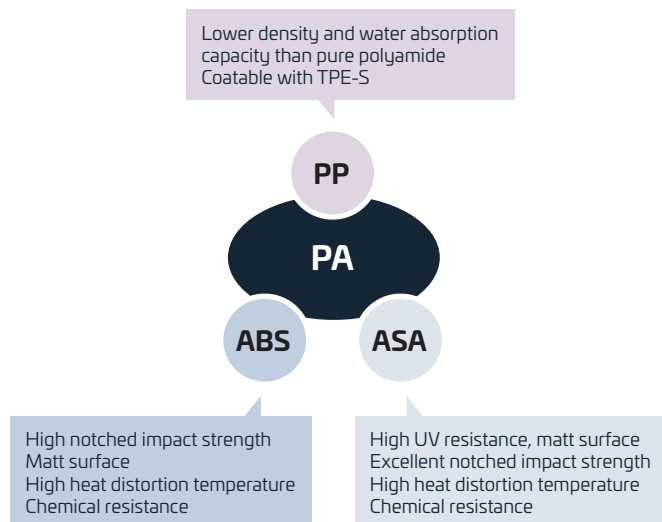 Lower density and water absorption
capacity than pure polyamide
Coatable with TPE-S
PP
PA
ABS
ASA
High notched impact strength
Matt surface
High heat distortion temperature
Chemical resistance
High UV resistance, matt surface
Excellent notched impact strength
High heat distortion temperature
Chemical resistance